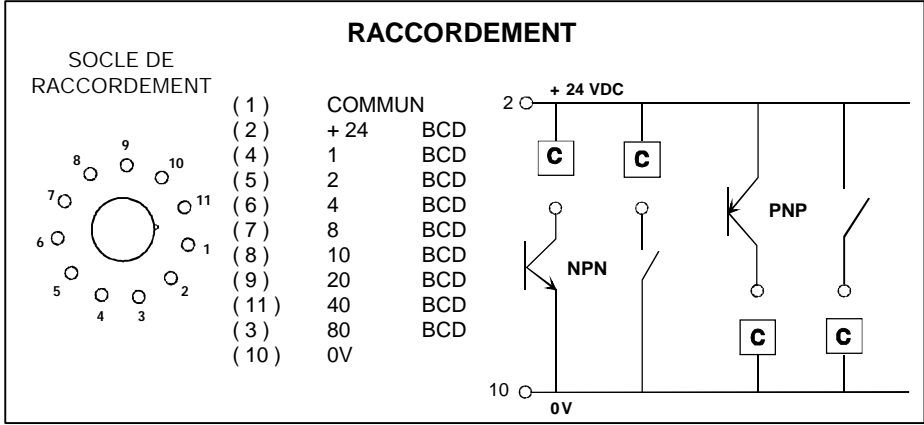 RACCORDEMENT
SOCLE DE
RACCORDEMENT
9
8
10
7
11
6
1
5
2
4
3
( 1 ) COMMUN
( 2 ) + 24 BCD
( 4 ) 1 BCD
( 5 ) 2 BCD
( 6 ) 4 BCD
( 7 ) 8 BCD
( 8 ) 10 BCD
( 9 ) 20 BCD
( 11 ) 40 BCD
( 3 ) 80 BCD
( 10 ) 0V
2 + 24 VDC
C C
NPN PNP
C C
10 0V